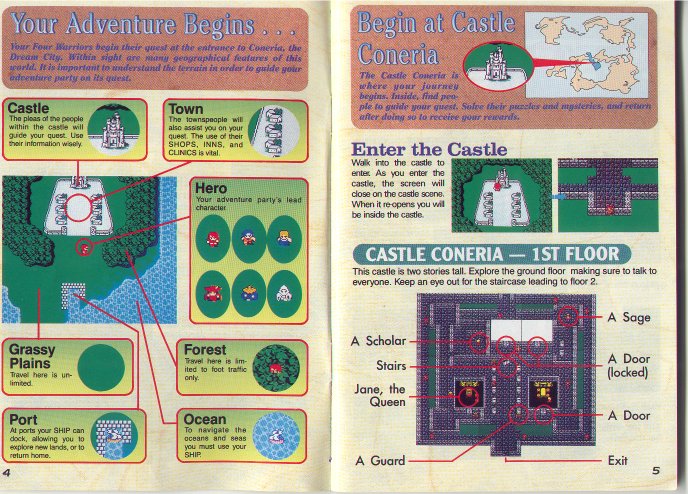 Your Adventure Begins . . .
Your Four Warriors begin their quest at the entrance to Coneria, the
Dream City. Within sight are many geographical features of this
world. It is important to understand the terrain in order to guide your
adventure party on its quest.
Castle
The pleas of the people
within the castle will
guide your quest. Use
their information wisely.
Town
The townspeople will
also assist you on your
quest. The use of their
SHOPS, INNS, and
CLINICS is vital.
Hero
Your adventure party's lead
character.
Grassy
Plains
Travel here is un-
limited.
Forest
Travel here is lim-
ited to foot traffic
only.
Port
At ports your SHIP can
dock, allowing you to
explore new lands, or to
return home.
Ocean
To navigate the
oceans and seas
you must use your
SHIP.
4
Begin at Castle
Coneria
The Castle Coneria is
where your journey
begins. Inside, find peo-
ple to guide your quest. Solve their puzzles and mysteries, and return
after doing so to receive your rewards.
Enter the Castle
Walk into the castle to
enter. As you enter the
castle, the screen will
close on the castle scene.
When it re-opens you will
be inside the castle.
CASTLE CONERIA — 1ST FLOOR
This castle is two stories tall. Explore the ground floor making sure to talk to
everyone. Keep an eye out for the staircase leading to floor 2.
A Scholar
Stairs
Jane, the
Queen
A Guard
A Sage
A Door
(locked)
A Door
Exit
5